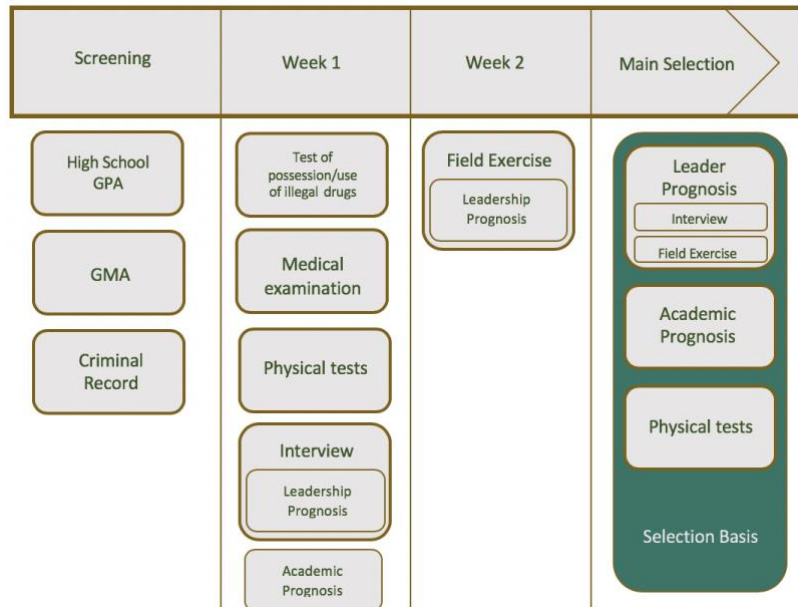 Screening
Week 1
Week 2
Main Selection
High School
GPA
GMA
Criminal
Record
Test of
possession/use
of illegal drugs
Medical
examination
Physical tests
Interview
Leadership
Prognosis
Academic
Prognosis
Field Exercise
Leadership
Prognosis
Leader
Prognosis
Interview
Field Exercise
Academic
Prognosis
Physical tests
Selection Basis